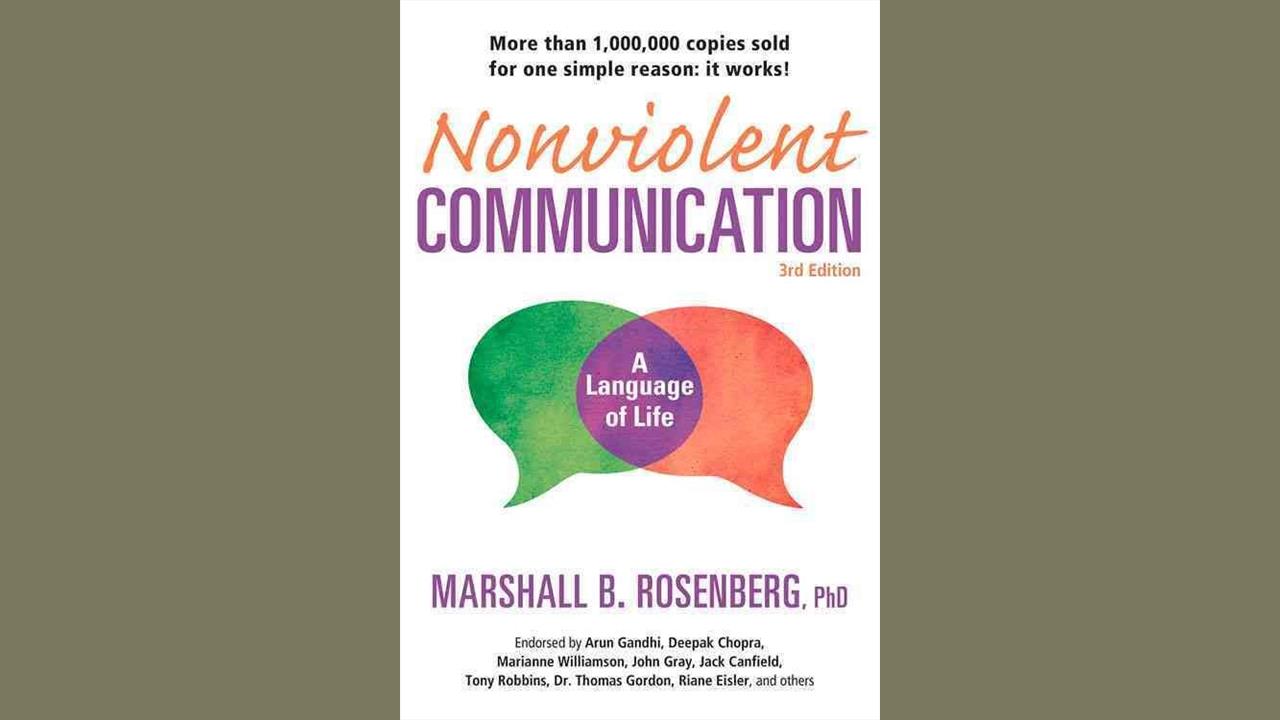 More than 1,000,000 copies sold
for one simple reason: it works!
Nonviolent
COMMUNICATION
3rd Edition
A
Language
of Life
MARSHALL B. ROSENBERG, PhD
Endorsed by Arun Gandhi, Deepak Chopra,
Marianne Williamson, John Gray, Jack Canfield,
Tony Robbins, Dr. Thomas Gordon, Riane Eisler, and others